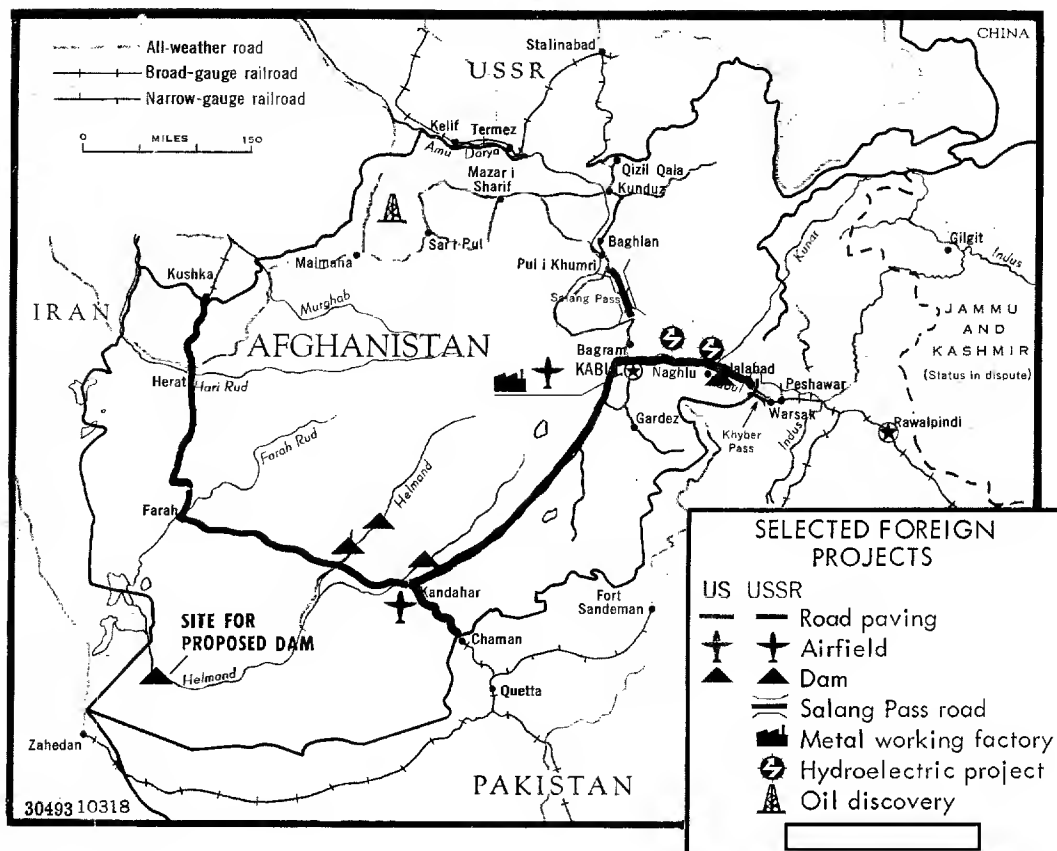 All-weather road
Broad-gauge railroad
Narrow-gauge railroad
0 MILES 150
CHINA
Stalinabad
USSR
Kelif
Termez
Amu Darya
Mazar i
Sharif
Qizil Qala
Kunduz
Sar i Pul
Baghlan
Maimana
Pul i Khumri
Kunar
Gilgit
Indus
Kushka
Salang Pass
Murghab
IRAN
JAMMU
AND
KASHMIR
(Status in dispute)
AFGHANISTAN
Bagram
KABUL
Naghlu
Jalalabad
Kabul
Herat
Hari Rud
Peshawar
Warsak
Khyber
Pass
Indus
Rawalpindi
Gardez
Farah Rud
Helmand
Farah
Kandahar
Fort
Sandeman
SITE FOR
PROPOSED DAM
Chaman
Helmand
Quetta
Zahedan
PAKISTAN
30493 10318
SELECTED FOREIGN
PROJECTS
US USSR
Road paving
Airfield
Dam
Salang Pass road
Metal working factory
Hydroelectric project
Oil discovery